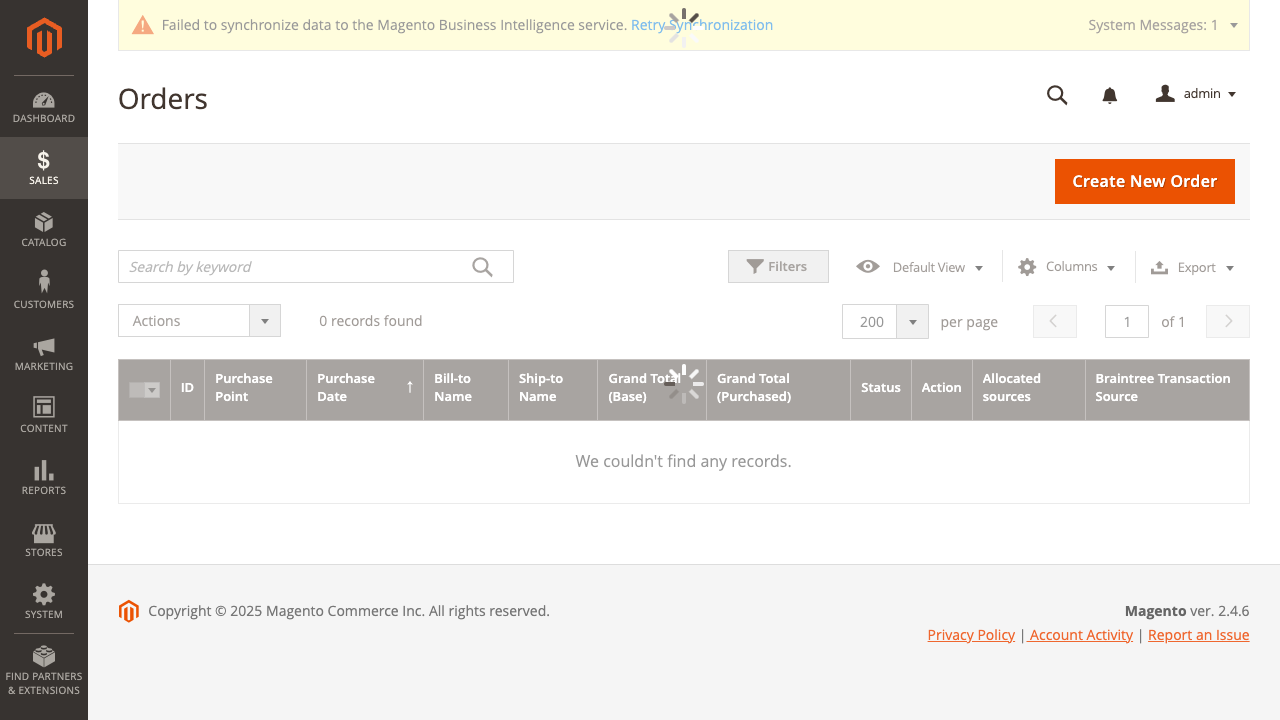 Failed to synchronize data to the Magento Business Intelligence service. Retry Synchronization
System Messages: 1
Orders
admin
DASHBOARD
SALES
CATALOG
CUSTOMERS
MARKETING
CONTENT
REPORTS
STORES
SYSTEM
FIND PARTNERS
& EXTENSIONS
Create New Order
Search by keyword
Filters
Default View
Columns
Export
Actions
0 records found
200
per page
1
of 1
ID
Purchase
Point
Purchase
Date
↑
Bill-to
Name
Ship-to
Name
Grand Total
(Base)
Grand Total
(Purchased)
Status
Action
Allocated
sources
Braintree Transaction
Source
We couldn't find any records.
Copyright © 2025 Magento Commerce Inc. All rights reserved.
Magento ver. 2.4.6
Privacy Policy | Account Activity | Report an Issue